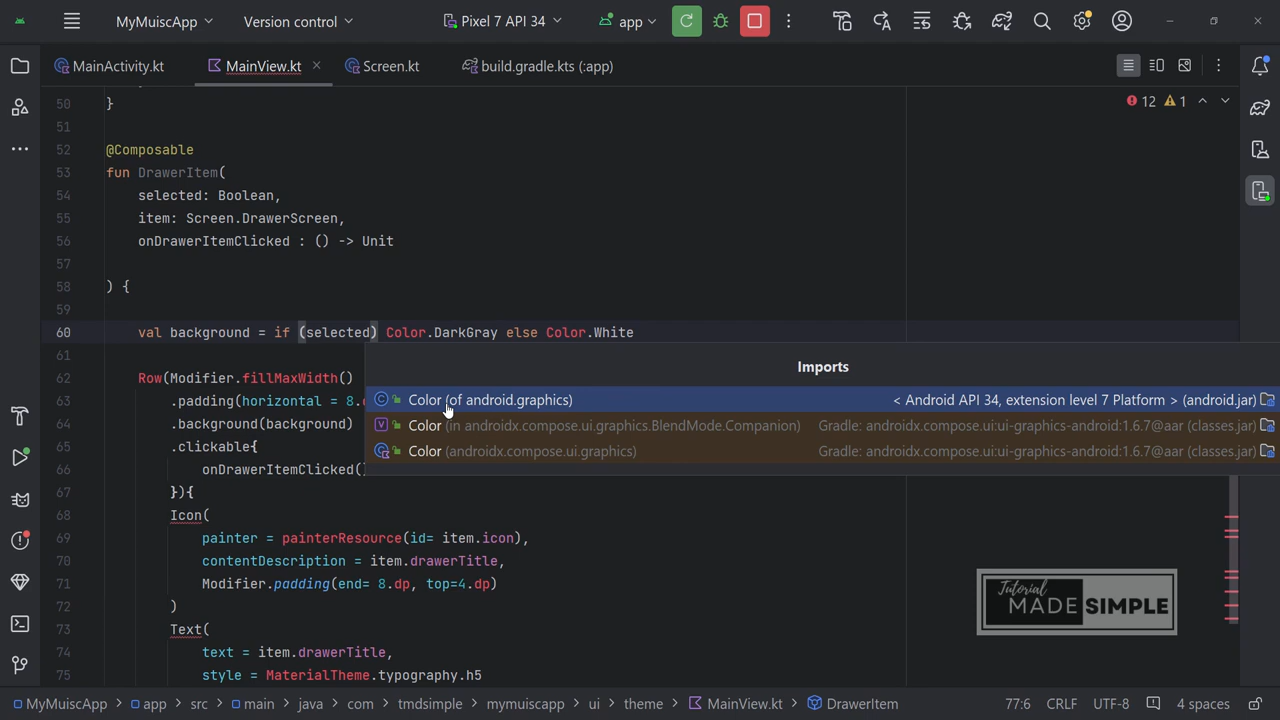 MyMuiscApp
Version control
Pixel 7 API 34
app
MainActivity.kt
MainView.kt
Screen.kt
build.gradle.kts (:app)
12 1
50 }
51
52 @Composable
53 fun DrawerItem(
54 selected: Boolean,
55 item: Screen.DrawerScreen,
56 onDrawerItemClicked : () -> Unit
57
58 ) {
59
60 val background = if (selected) Color.DarkGray else Color.White
61
Imports
62 Row(Modifier.fillMaxWidth()
Color (of android.graphics) < Android API 34, extension level 7 Platform > (android.jar)
63 .padding(horizontal = 8.
Color (in androidx.compose.ui.graphics.BlendMode.Companion) Gradle: androidx.compose.ui:ui-graphics-android:1.6.7@aar (classes.jar)
64 .background(background)
Color (androidx.compose.ui.graphics) Gradle: androidx.compose.ui:ui-graphics-android:1.6.7@aar (classes.jar)
65 .clickable{
66 onDrawerItemClicked(
67 }){
68 Icon(
69 painter = painterResource(id= item.icon),
70 contentDescription = item.drawerTitle,
71 Modifier.padding(end= 8.dp, top=4.dp)
72 )
73 Text(
74 text = item.drawerTitle,
75 style = MaterialTheme.typography.h5
Tutorial
MADE SIMPLE
MyMuiscApp > app > src > main > java > com > tmdsimple > mymuiscapp > ui > theme > MainView.kt > DrawerItem 77:6 CRLF UTF-8 4 spaces